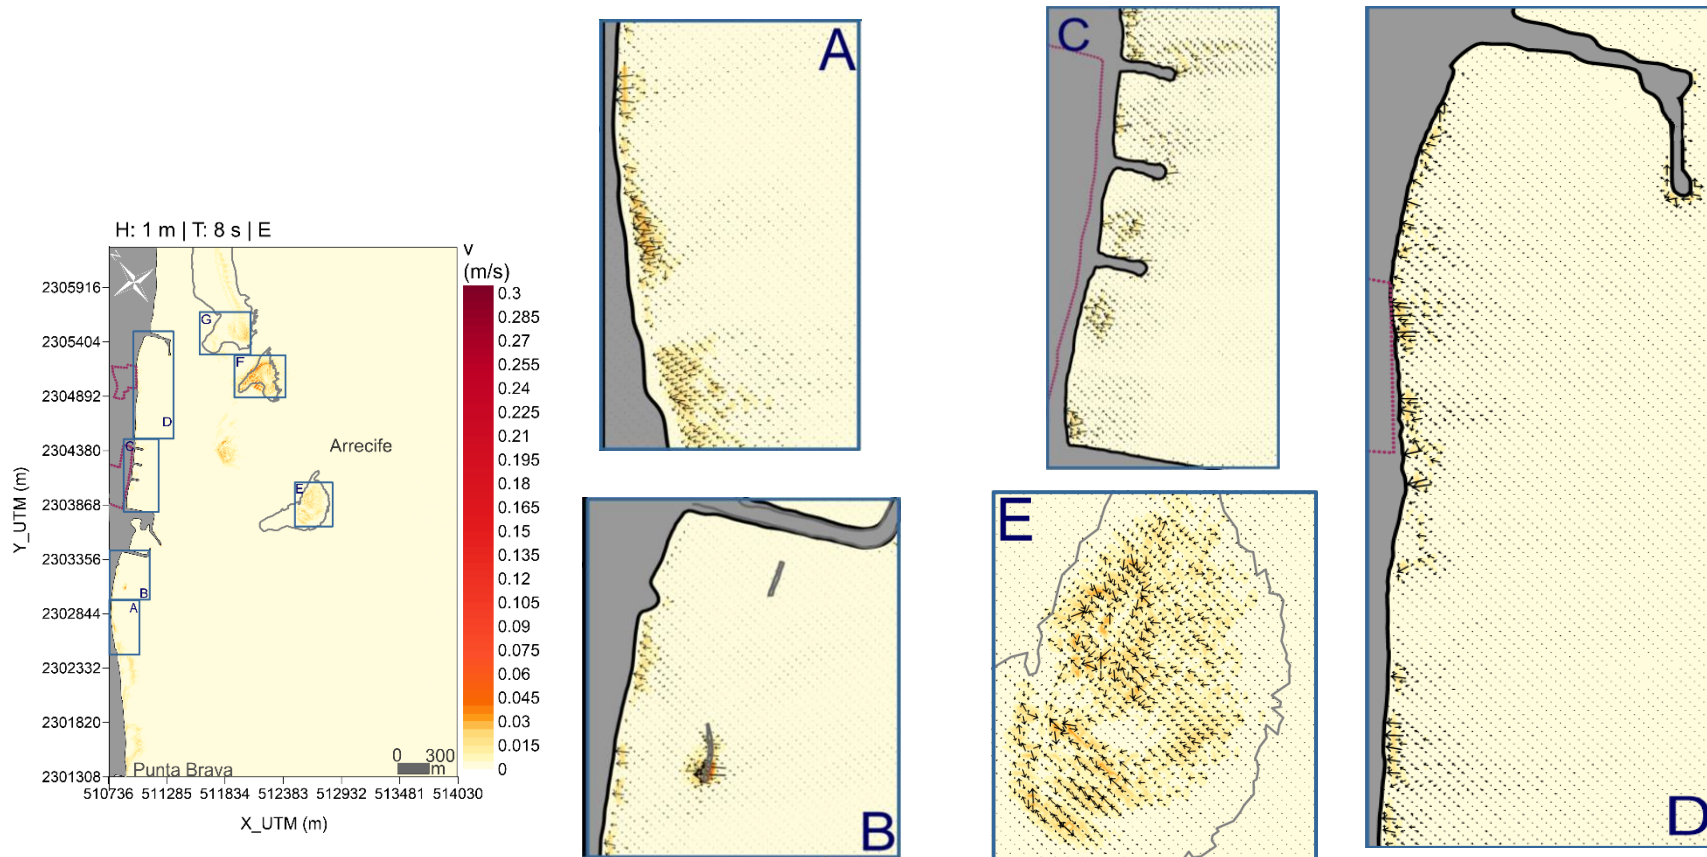 H: 1 m | T: 8 s | E
v
(m/s)
0.3
0.285
0.27
0.255
0.24
0.225
0.21
0.195
0.18
0.165
0.15
0.135
0.12
0.105
0.09
0.075
0.06
0.045
0.03
0.015
0
Y_UTM (m)
2305916
2305404
2304892
2304380
2303868
2303356
2302844
2302332
2301820
2301308
510736 511285 511834 512383 512932 513481 514030
X_UTM (m)
N
G
F
D
C
Arrecife
E
B
A
0 300
m
Punta Brava
A
B
C
E
D